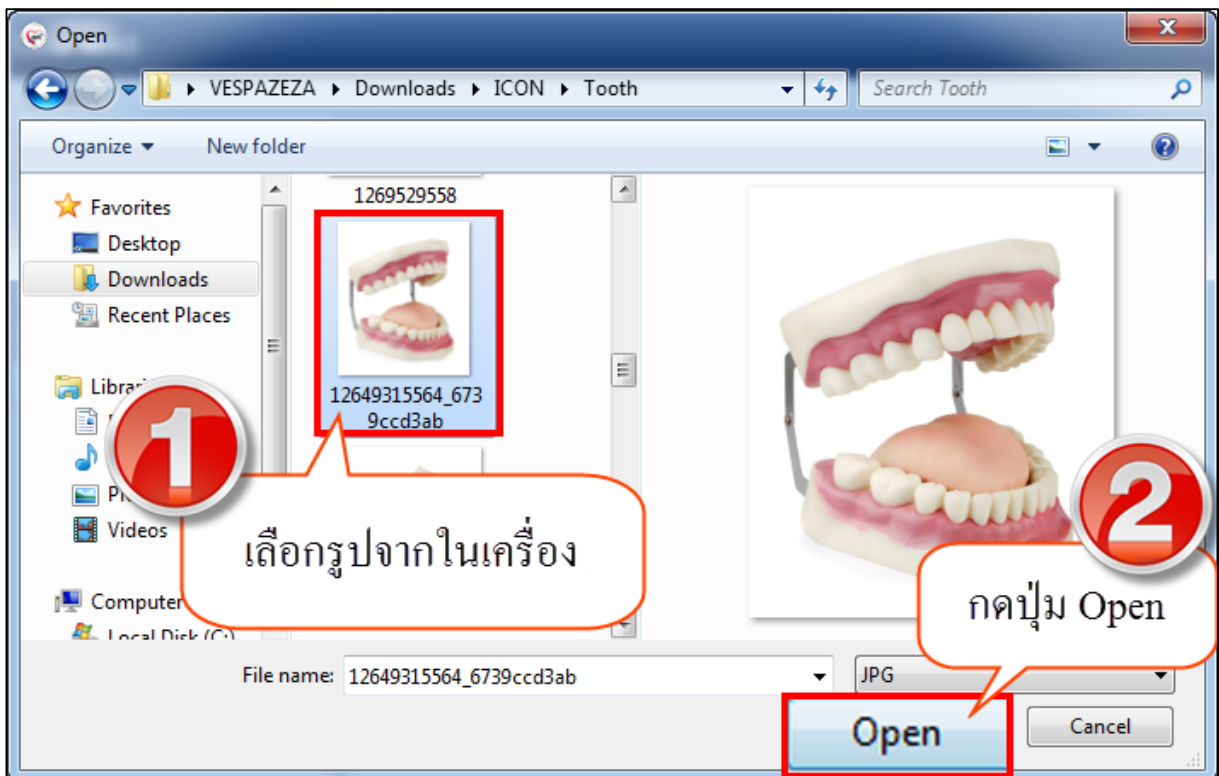 Open
VESPAZEZA Downloads ICON Tooth
Search Tooth
Organize New folder
Favorites
Desktop
Downloads
Recent Places
Videos
Computer
Local Disk (C:)
1269529558
12649315564_673
9ccd3ab
1
เลือกรูปจากในเครื่อง
2
กดปุ่ม Open
File name: 12649315564_6739ccd3ab
JPG
Open
Cancel